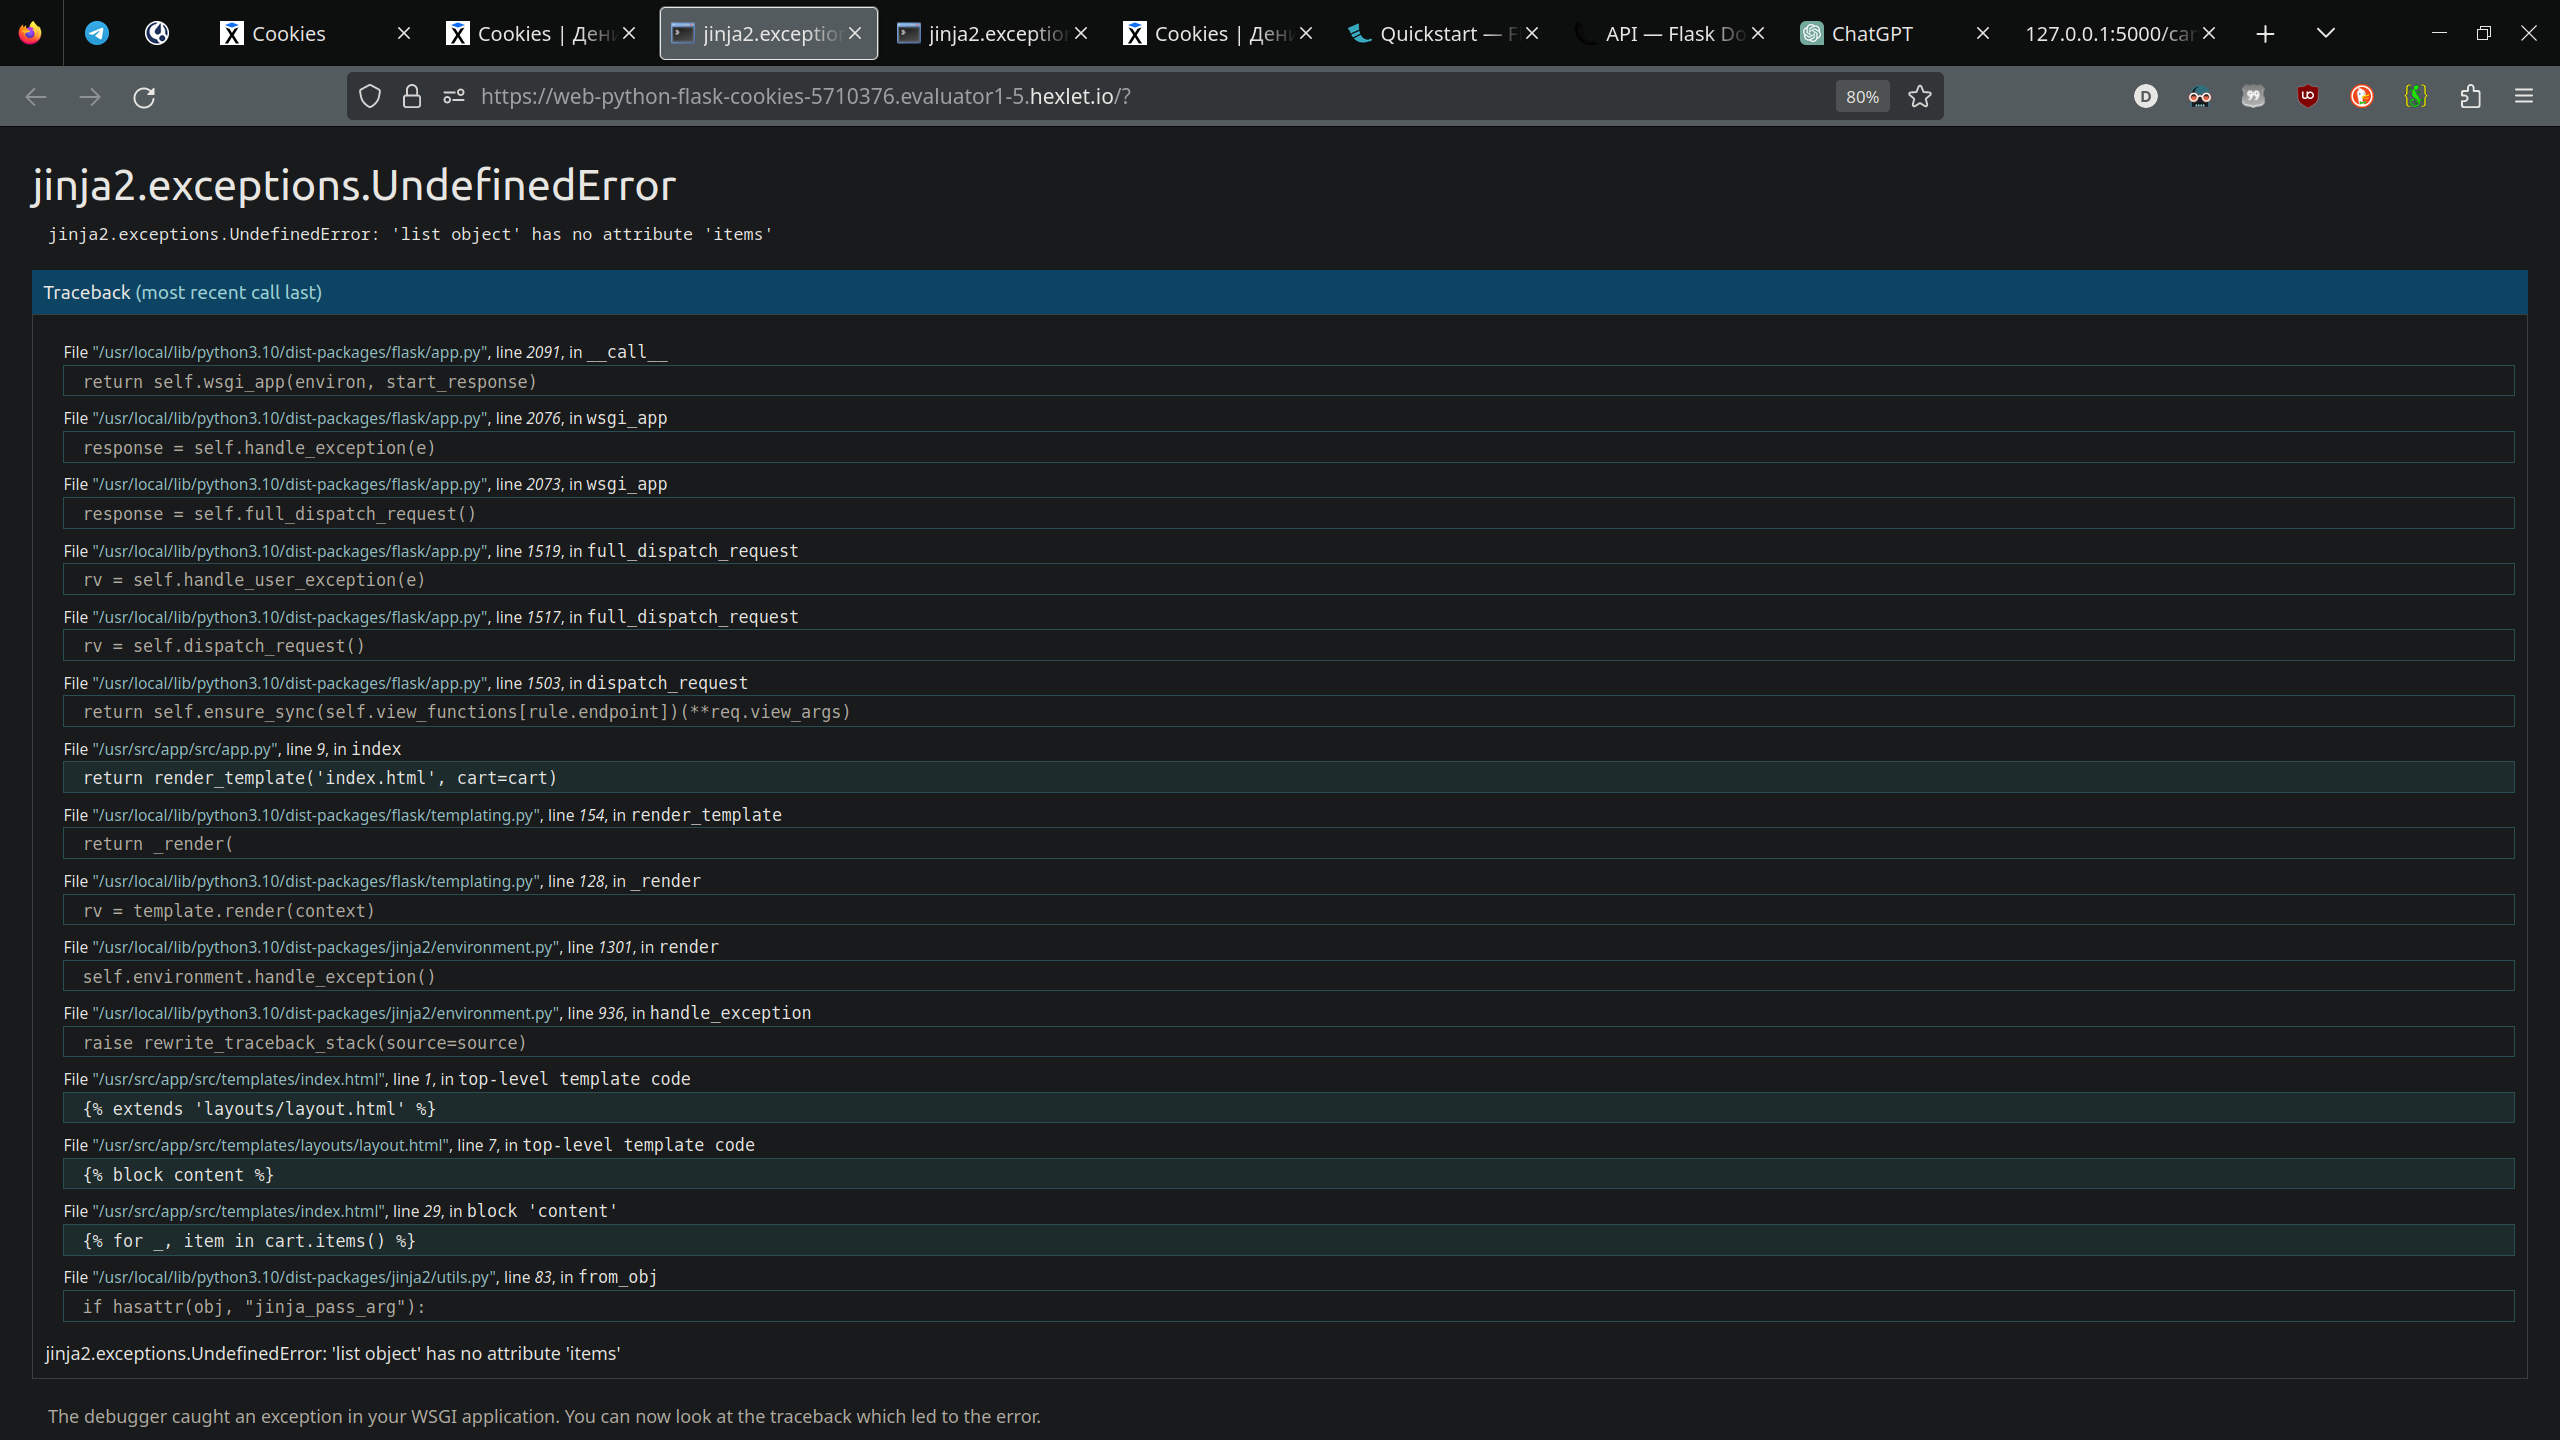 Cookies
Cookies | Дени
jinja2.exception
jinja2.exception
Cookies | Дени
Quickstart — F
API — Flask Do
ChatGPT
127.0.0.1:5000/car
https://web-python-flask-cookies-5710376.evaluator1-5.hexlet.io/?
80%
D
99
jinja2.exceptions.UndefinedError
jinja2.exceptions.UndefinedError: 'list object' has no attribute 'items'
Traceback (most recent call last)
File "/usr/local/lib/python3.10/dist-packages/flask/app.py", line 2091, in __call__
return self.wsgi_app(environ, start_response)
File "/usr/local/lib/python3.10/dist-packages/flask/app.py", line 2076, in wsgi_app
response = self.handle_exception(e)
File "/usr/local/lib/python3.10/dist-packages/flask/app.py", line 2073, in wsgi_app
response = self.full_dispatch_request()
File "/usr/local/lib/python3.10/dist-packages/flask/app.py", line 1519, in full_dispatch_request
rv = self.handle_user_exception(e)
File "/usr/local/lib/python3.10/dist-packages/flask/app.py", line 1517, in full_dispatch_request
rv = self.dispatch_request()
File "/usr/local/lib/python3.10/dist-packages/flask/app.py", line 1503, in dispatch_request
return self.ensure_sync(self.view_functions[rule.endpoint])(**req.view_args)
File "/usr/src/app/src/app.py", line 9, in index
return render_template('index.html', cart=cart)
File "/usr/local/lib/python3.10/dist-packages/flask/templating.py", line 154, in render_template
return _render(
File "/usr/local/lib/python3.10/dist-packages/flask/templating.py", line 128, in _render
rv = template.render(context)
File "/usr/local/lib/python3.10/dist-packages/jinja2/environment.py", line 1301, in render
self.environment.handle_exception()
File "/usr/local/lib/python3.10/dist-packages/jinja2/environment.py", line 936, in handle_exception
raise rewrite_traceback_stack(source=source)
File "/usr/src/app/src/templates/index.html", line 1, in top-level template code
{% extends 'layouts/layout.html' %}
File "/usr/src/app/src/templates/layouts/layout.html", line 7, in top-level template code
{% block content %}
File "/usr/src/app/src/templates/index.html", line 29, in block 'content'
{% for _, item in cart.items() %}
File "/usr/local/lib/python3.10/dist-packages/jinja2/utils.py", line 83, in from_obj
if hasattr(obj, "jinja_pass_arg"):
jinja2.exceptions.UndefinedError: 'list object' has no attribute 'items'
The debugger caught an exception in your WSGI application. You can now look at the traceback which led to the error.